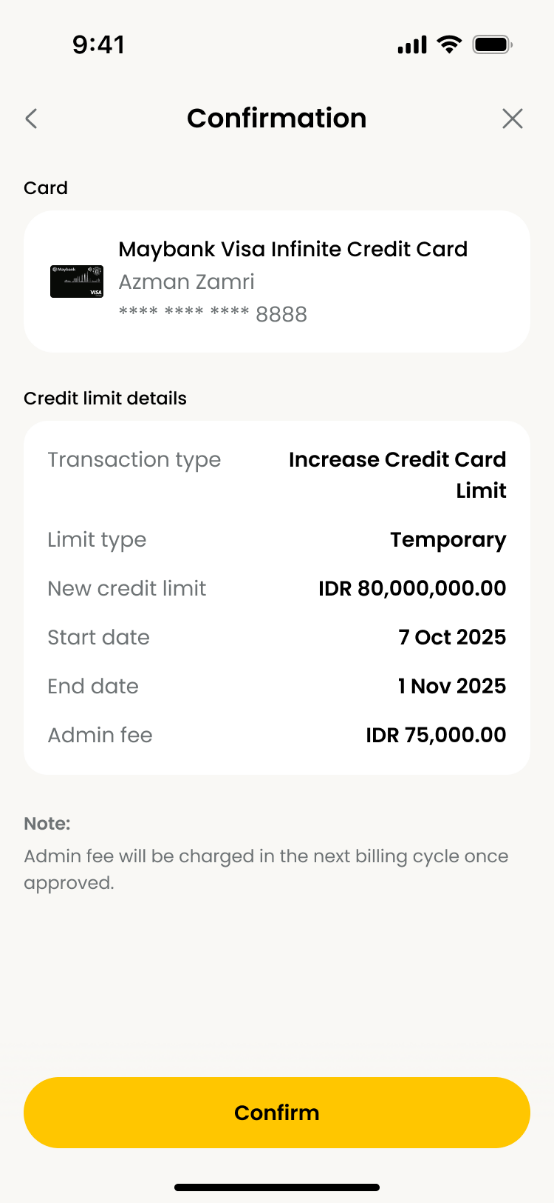 9:41
Confirmation
Card
Maybank Visa Infinite Credit Card
Azman Zamri
**** **** **** 8888
Maybank
VISA
Credit limit details
Transaction type Increase Credit Card
Limit
Limit type Temporary
New credit limit IDR 80,000,000.00
Start date 7 Oct 2025
End date 1 Nov 2025
Admin fee IDR 75,000.00
Note:
Admin fee will be charged in the next billing cycle once
approved.
Confirm